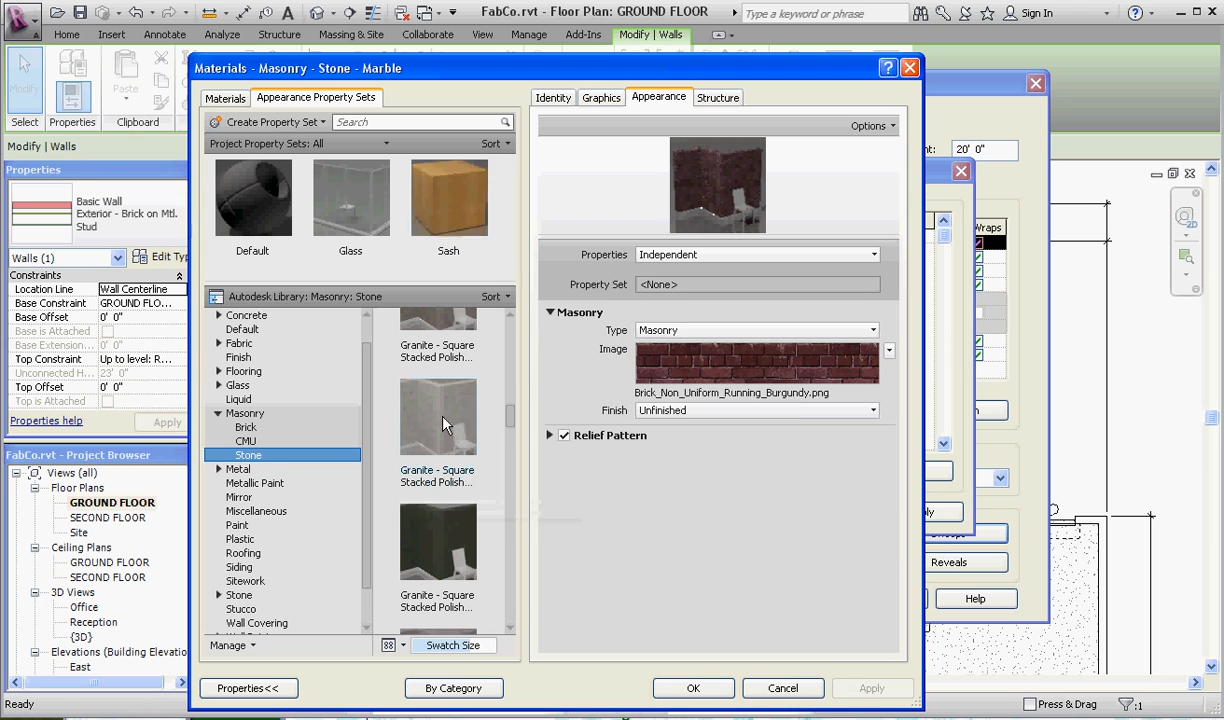 FabCo.rvt - Floor Plan: GROUND FLOOR
Type a keyword or phrase
Sign In
Home Insert Annotate Analyze Structure Massing & Site Collaborate View Manage Add-Ins Modify | Walls
Modify
Paste
Select Properties Clipboard
Modify | Walls
Properties
Basic Wall
Exterior - Brick on Mtl.
Stud
Walls (1)
Constraints
Location Line Wall Centerline
Base Constraint GROUND FLO...
Base Offset 0' 0"
Base is Attached
Base Extension...
Top Constraint Up to level: R...
Unconnected H... 23' 0"
Top Offset 0' 0"
Top is Attached
Properties help
Apply
FabCo.rvt - Project Browser
Views (all)
Floor Plans
GROUND FLOOR
SECOND FLOOR
Site
Ceiling Plans
GROUND FLOOR
SECOND FLOOR
3D Views
Office
Reception
{3D}
Elevations (Building Elevatio
East
Ready
Materials - Masonry - Stone - Marble
Materials Appearance Property Sets
Create Property Set Search
Project Property Sets: All Sort
Default Glass Sash
Autodesk Library: Masonry: Stone Sort
Concrete
Default
Fabric
Finish
Flooring
Glass
Liquid
Masonry
Brick
CMU
Stone
Metal
Metallic Paint
Mirror
Miscellaneous
Paint
Plastic
Roofing
Siding
Sitework
Stone
Stucco
Wall Covering
Granite - Square
Stacked Polish...
Granite - Square
Stacked Polish...
Granite - Square
Stacked Polish...
Manage Swatch Size
Properties<< By Category OK Cancel Apply
Identity Graphics Appearance Structure
Options
Properties Independent
Property Set <None>
Masonry
Type Masonry
Image
Brick_Non_Uniform_Running_Burgundy.png
Finish Unfinished
Relief Pattern
20' 0"
Wraps
Reveals
Help
Press & Drag
:1